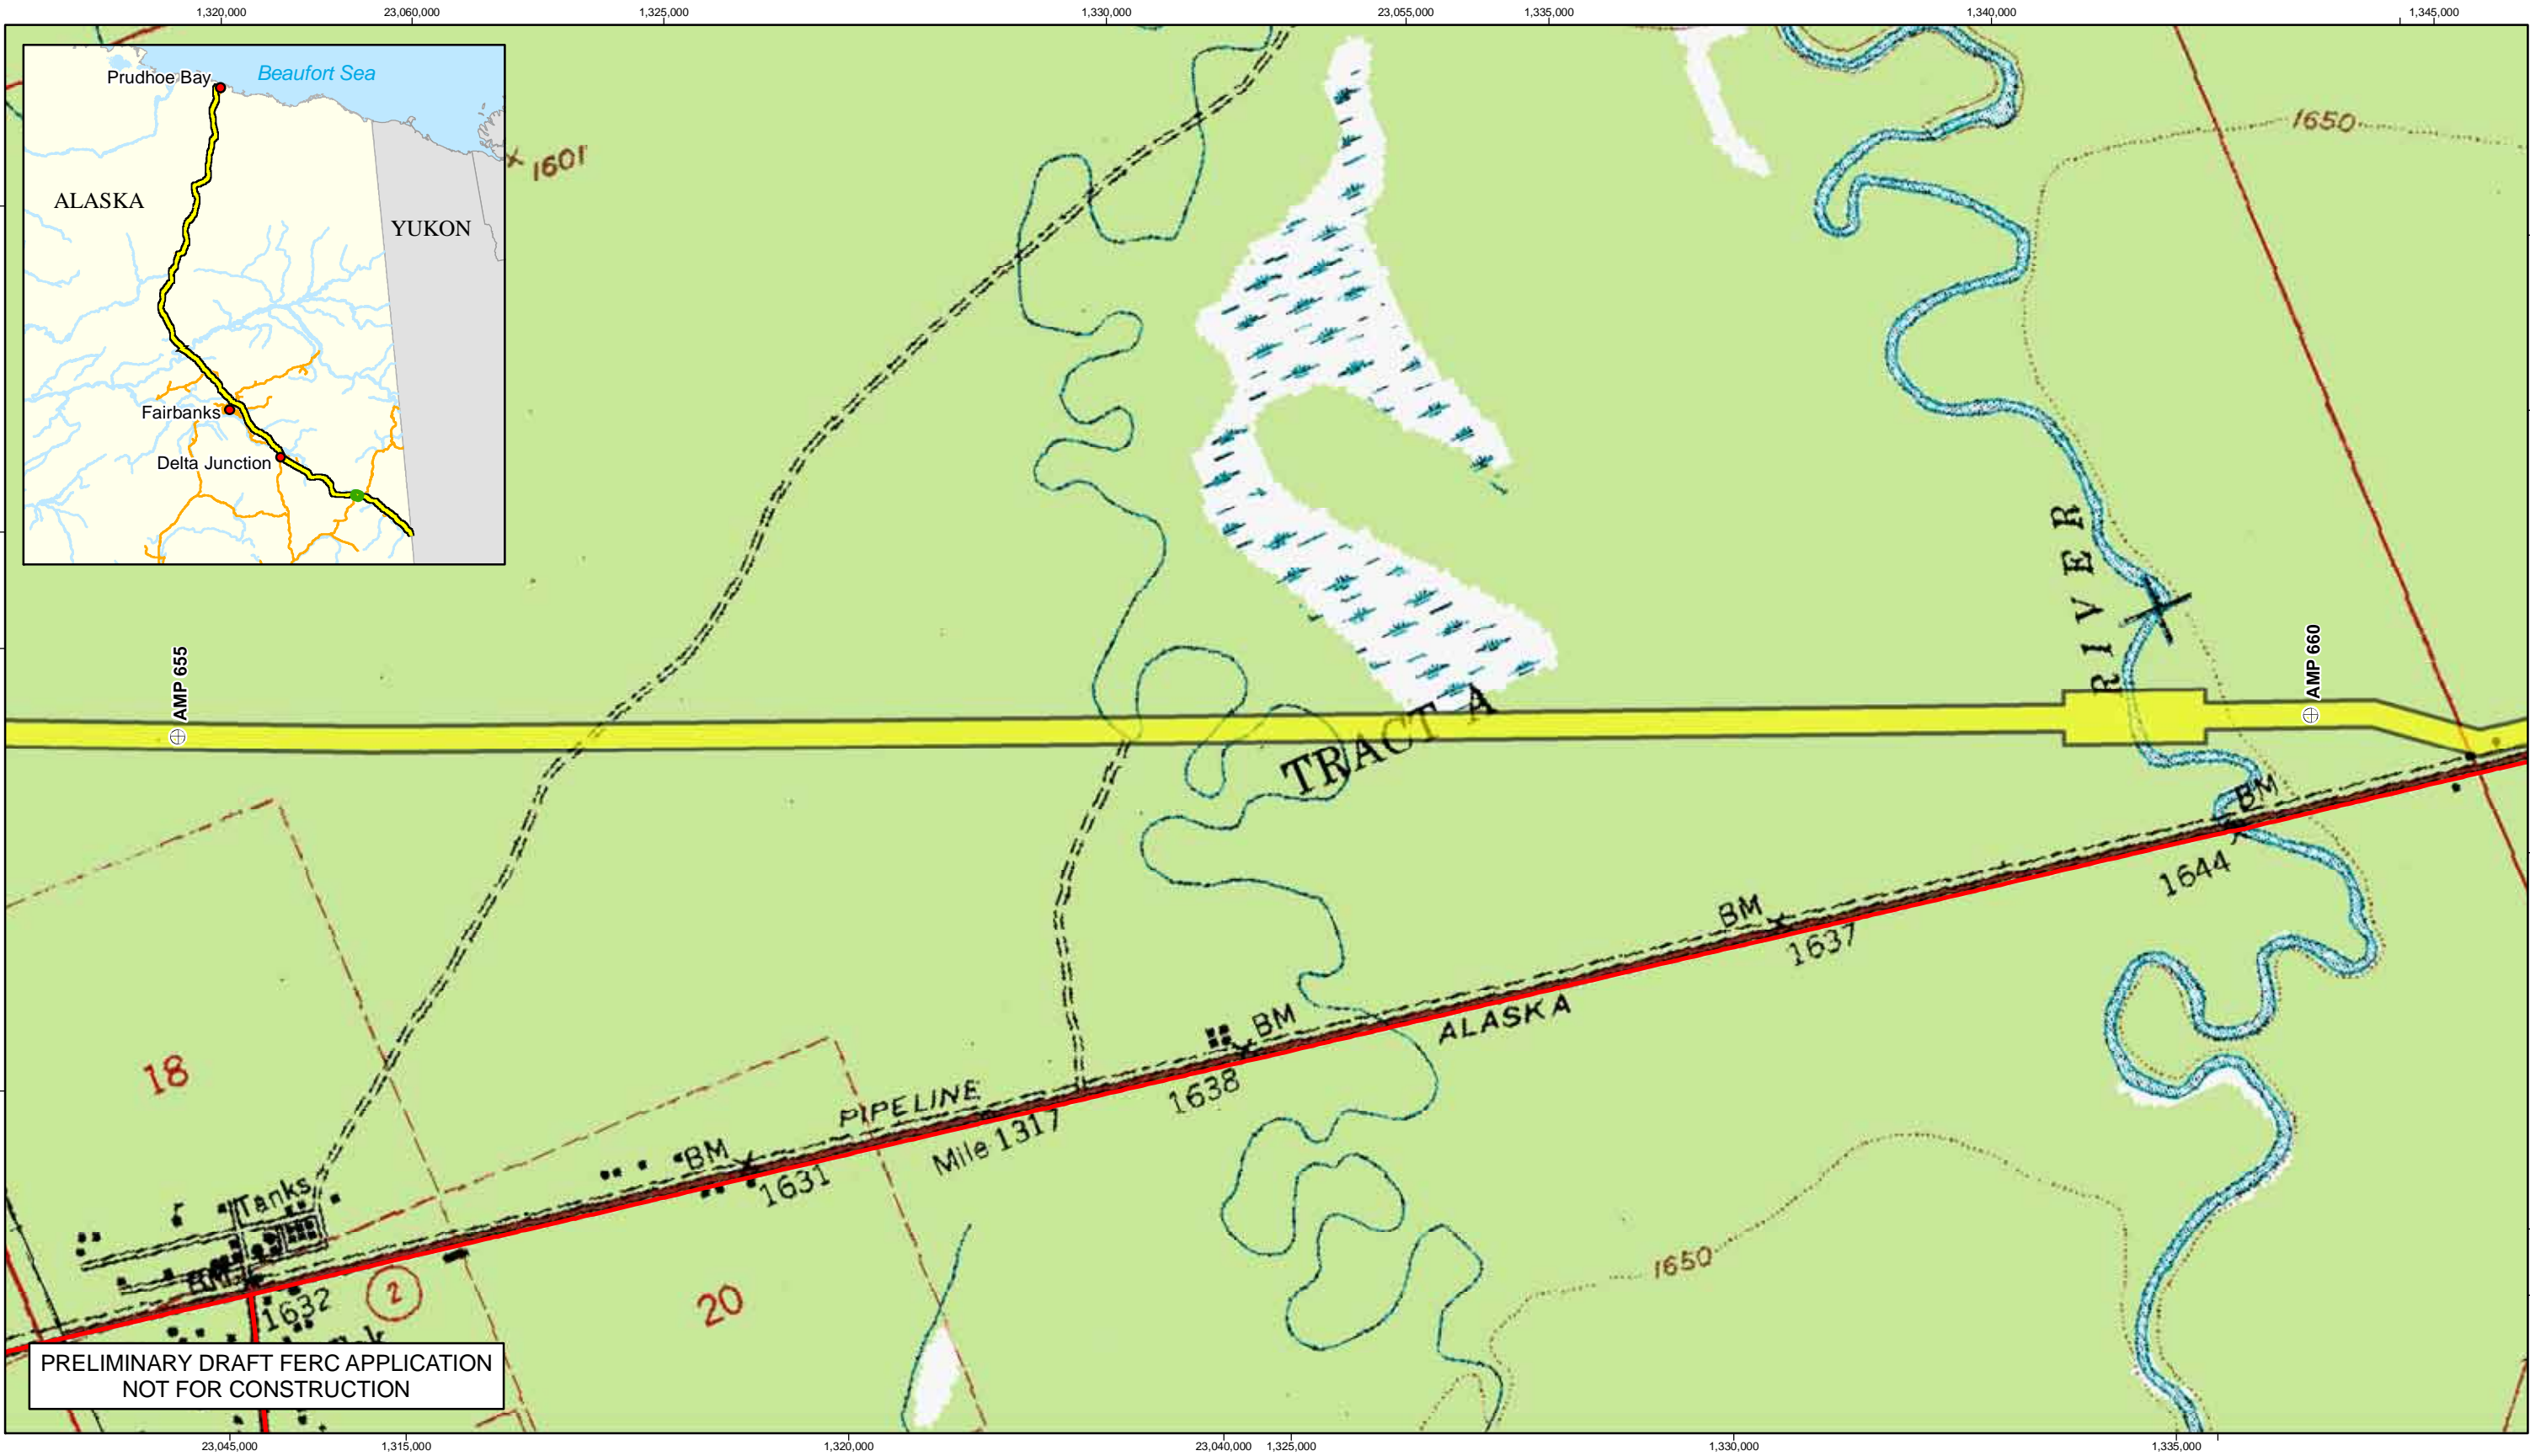 1,320,000
23,060,000
1,325,000
1,330,000
23,055,000
1,335,000
1,340,000
1,345,000
Prudhoe Bay
Beaufort Sea
ALASKA
YUKON
Fairbanks
Delta Junction
1601
1650
RIVER
AMP 655
AMP 660
TRACT A
BM
1644
BM
1637
ALASKA
BM
1638
PIPELINE
Mile 1317
BM
1631
18
Tanks
BM
1632
2
20
1650
PRELIMINARY DRAFT FERC APPLICATION
NOT FOR CONSTRUCTION
23,045,000
1,315,000
1,320,000
23,040,000
1,325,000
1,330,000
1,335,000